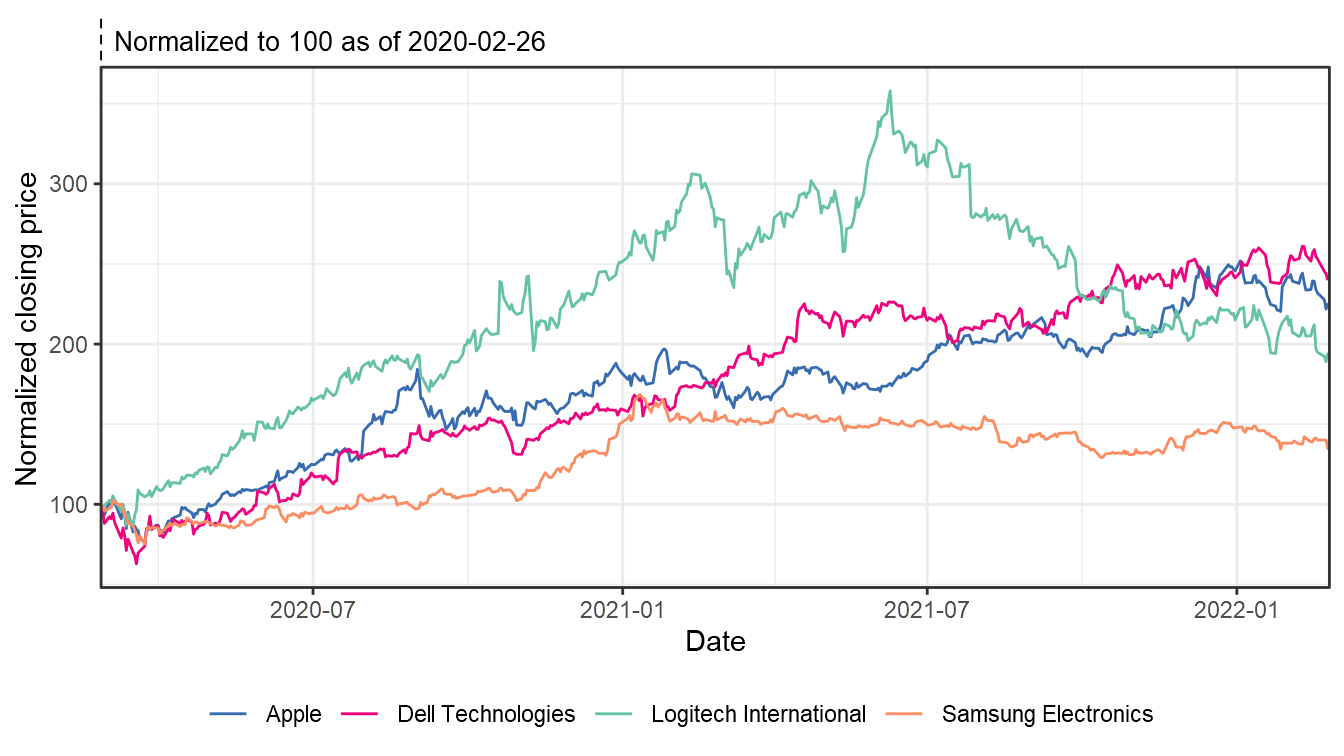 Normalized to 100 as of 2020-02-26
Normalized closing price
300
200
100
2020-07 2021-01 2021-07 2022-01
Date
Apple Dell Technologies Logitech International Samsung Electronics